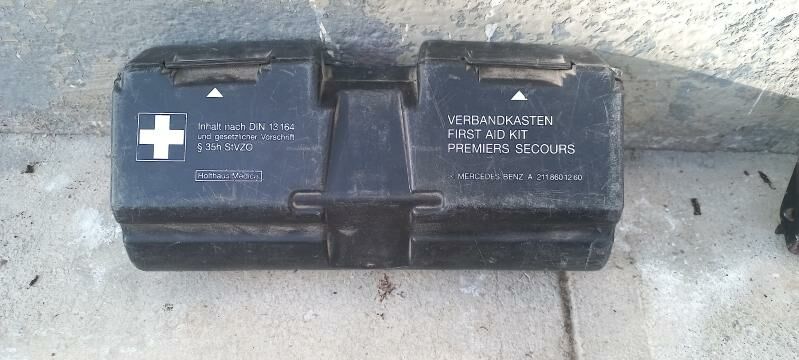 Inhalt nach DIN 13164
und gesetzlicher Vorschrift
§ 35h StVZO
Holthaus Medical
VERBANDKASTEN
FIRST AID KIT
PREMIERS SECOURS
MERCEDES-BENZ A 211 860 12 60